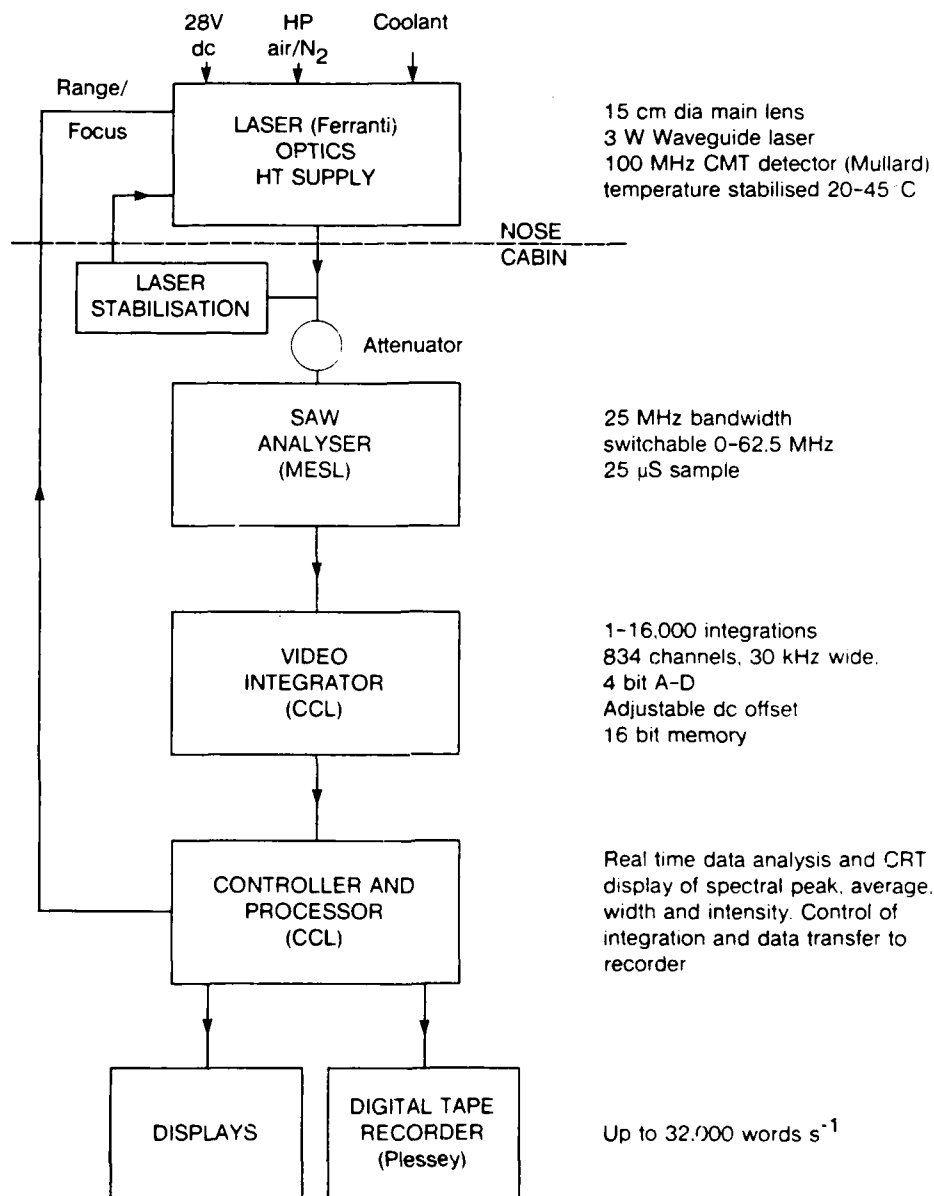 28V
dc
HP
air/N₂
Coolant
Range/
Focus
LASER (Ferranti)
OPTICS
HT SUPPLY
15 cm dia main lens
3 W Waveguide laser
100 MHz CMT detector (Mullard)
temperature stabilised 20-45 C
NOSE
CABIN
LASER
STABILISATION
Attenuator
SAW
ANALYSER
(MESL)
25 MHz bandwidth
switchable 0-62.5 MHz
25 µS sample
VIDEO
INTEGRATOR
(CCL)
1-16,000 integrations
834 channels, 30 kHz wide.
4 bit A-D
Adjustable dc offset
16 bit memory
CONTROLLER AND
PROCESSOR
(CCL)
Real time data analysis and CRT
display of spectral peak, average,
width and intensity. Control of
integration and data transfer to
recorder
DISPLAYS
DIGITAL TAPE
RECORDER
(Plessey)
Up to 32,000 words s⁻¹